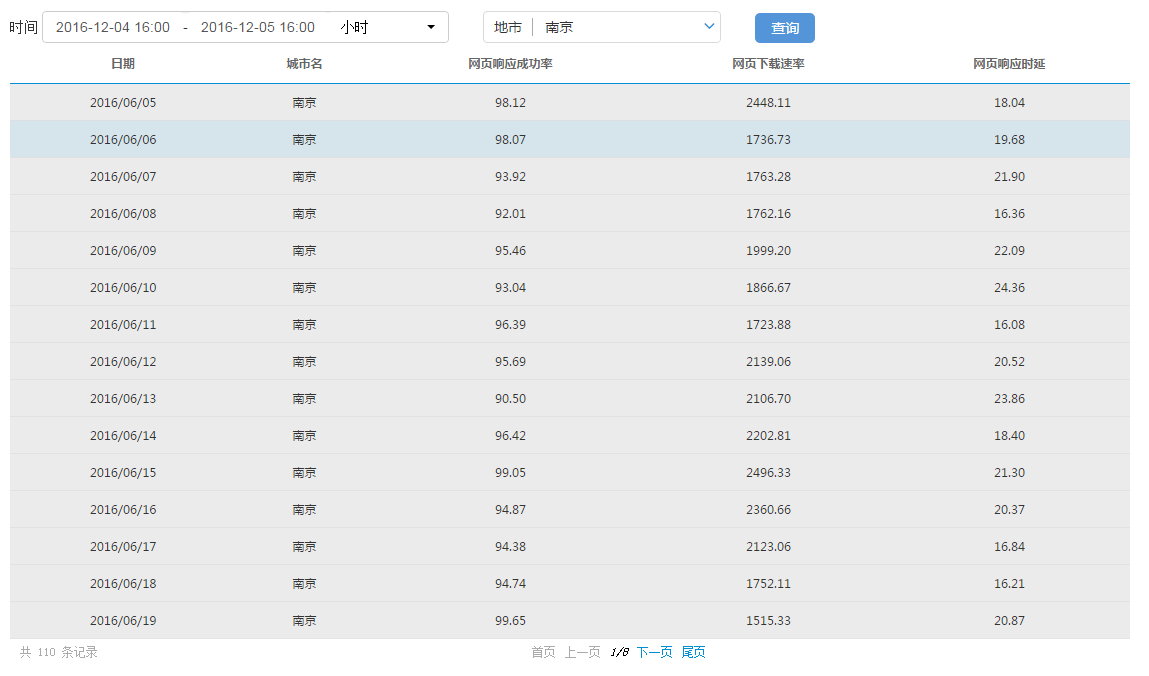 时间 2016-12-04 16:00 - 2016-12-05 16:00 小时 地市 南京 查询
日期 城市名 网页响应成功率 网页下载速率 网页响应时延
2016/06/05 南京 98.12 2448.11 18.04
2016/06/06 南京 98.07 1736.73 19.68
2016/06/07 南京 93.92 1763.28 21.90
2016/06/08 南京 92.01 1762.16 16.36
2016/06/09 南京 95.46 1999.20 22.09
2016/06/10 南京 93.04 1866.67 24.36
2016/06/11 南京 96.39 1723.88 16.08
2016/06/12 南京 95.69 2139.06 20.52
2016/06/13 南京 90.50 2106.70 23.86
2016/06/14 南京 96.42 2202.81 18.40
2016/06/15 南京 99.05 2496.33 21.30
2016/06/16 南京 94.87 2360.66 20.37
2016/06/17 南京 94.38 2123.06 16.84
2016/06/18 南京 94.74 1752.11 16.21
2016/06/19 南京 99.65 1515.33 20.87
共 110 条记录 首页 上一页 1/8 下一页 尾页